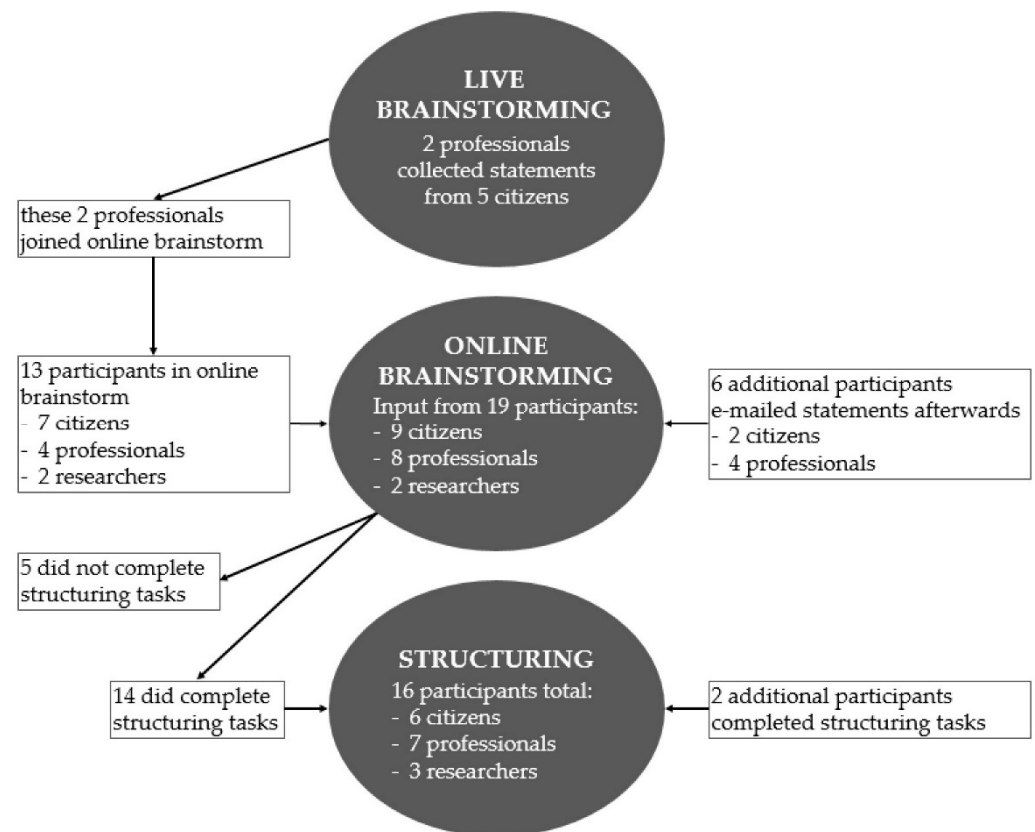 LIVE
BRAINSTORMING
2 professionals
collected statements
from 5 citizens
these 2 professionals
joined online brainstorm
13 participants in online
brainstorm
- 7 citizens
- 4 professionals
- 2 researchers
ONLINE
BRAINSTORMING
Input from 19 participants:
- 9 citizens
- 8 professionals
- 2 researchers
6 additional participants
e-mailed statements afterwards
- 2 citizens
- 4 professionals
5 did not complete
structuring tasks
14 did complete
structuring tasks
STRUCTURING
16 participants total:
- 6 citizens
- 7 professionals
- 3 researchers
2 additional participants
completed structuring tasks